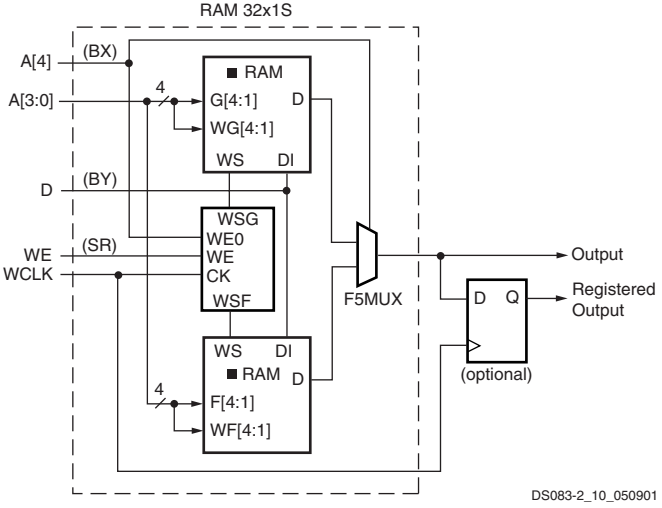 RAM 32x1S
A[4]
(BX)
A[3:0]
4
RAM
G[4:1]
D
WG[4:1]
WS
DI
D
(BY)
WSG
WE0
WE
(SR)
WE
WCLK
CK
WSF
F5MUX
Output
D
Q
Registered
Output
(optional)
WS
DI
RAM
D
4
F[4:1]
WF[4:1]
DS083-2_10_050901